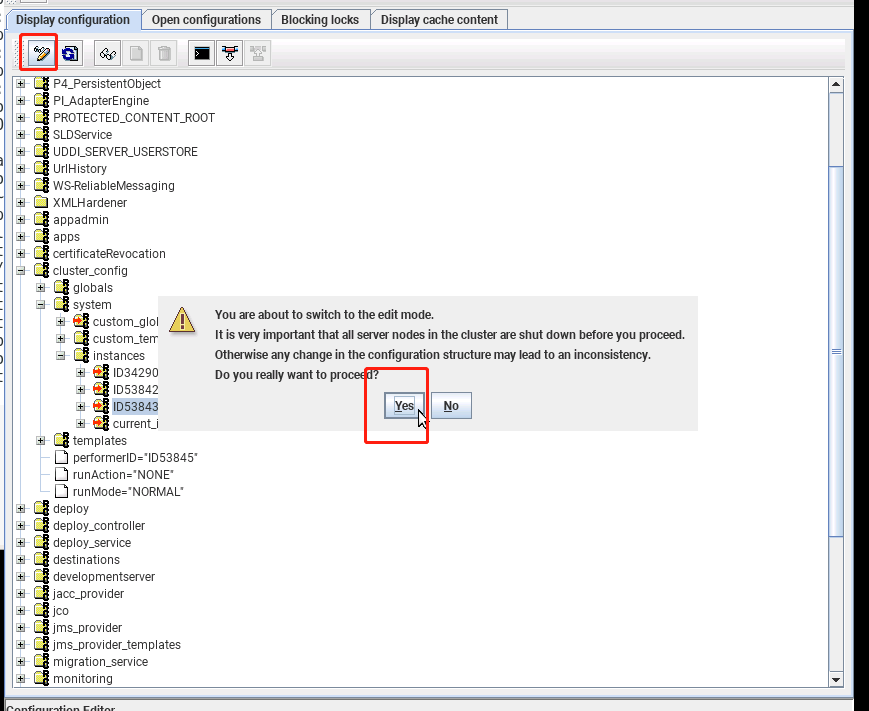 Display configuration
Open configurations
Blocking locks
Display cache content
P4_PersistentObject
PI_AdapterEngine
PROTECTED_CONTENT_ROOT
SLDService
UDDI_SERVER_USERSTORE
UrlHistory
WS-ReliableMessaging
XMLHardener
appadmin
apps
certificateRevocation
cluster_config
globals
system
custom_glo
custom_tem
instances
ID34290
ID53842
ID53843
current_i
You are about to switch to the edit mode.
It is very important that all server nodes in the cluster are shut down before you proceed.
Otherwise any change in the configuration structure may lead to an inconsistency.
Do you really want to proceed?
Yes
No
templates
performerID="ID53845"
runAction="NONE"
runMode="NORMAL"
deploy
deploy_controller
deploy_service
destinations
developmentserver
jacc_provider
jco
jms_provider
jms_provider_templates
migration_service
monitoring
Configuration Editor